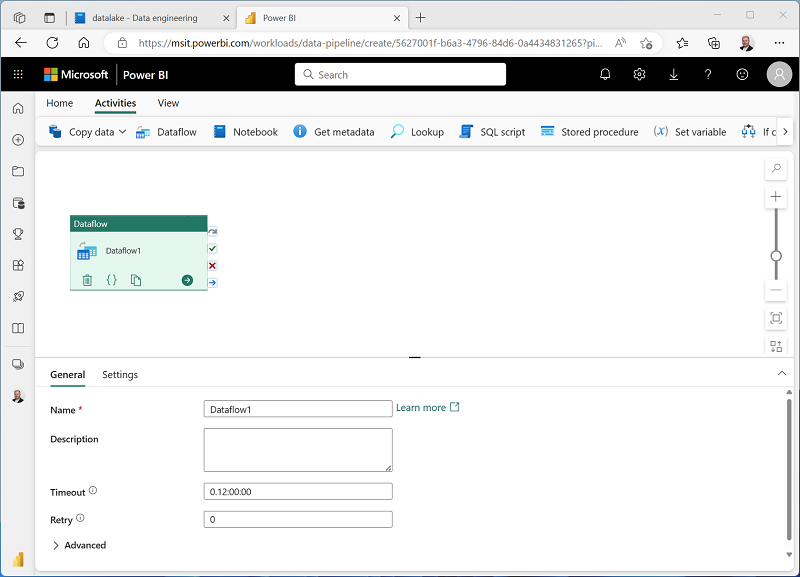 datalake - Data engineering
Power BI
https://msit.powerbi.com/workloads/data-pipeline/create/5627001f-b6a3-4796-84d6-0a4434831265?pi...
Microsoft Power BI
Search
Home Activities View
Copy data Dataflow Notebook Get metadata Lookup SQL script Stored procedure (x) Set variable If c
Dataflow
Dataflow1
General Settings
Name *
Dataflow1
Learn more
Description
Timeout
0.12:00:00
Retry
0
Advanced